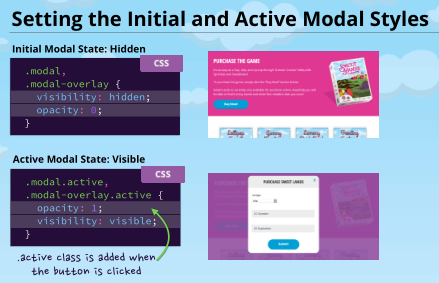 Setting the Initial and Active Modal Styles
Initial Modal State: Hidden
CSS
.modal,
.modal-overlay {
visibility: hidden;
opacity: 0;
}
PURCHASE THE GAME
Buy Now!
SWEET
LANDS
Active Modal State: Visible
CSS
.modal.active,
.modal-overlay.active {
opacity: 1;
visibility: visible;
}
.active class is added when
the button is clicked
PURCHASE SWEET LANDS